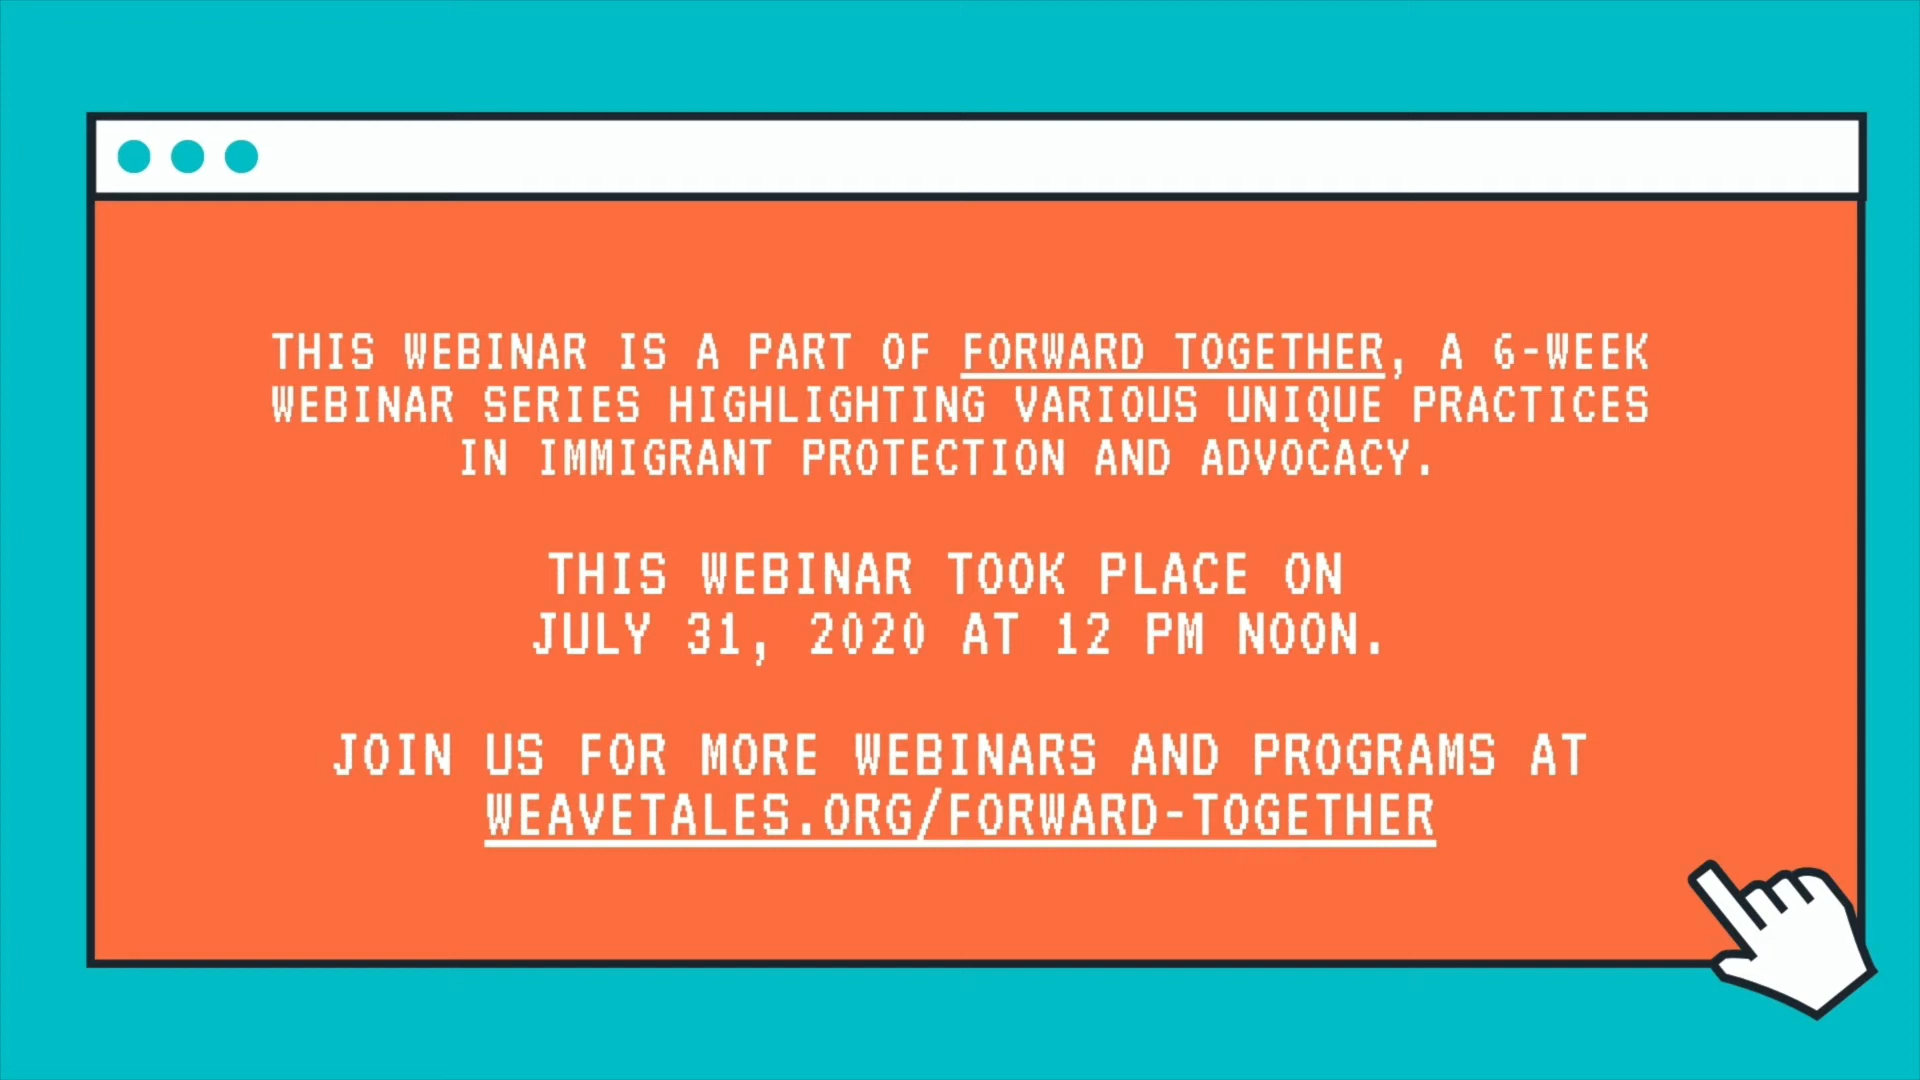 THIS WEBINAR IS A PART OF FORWARD TOGETHER, A 6-WEEK
WEBINAR SERIES HIGHLIGHTING VARIOUS UNIQUE PRACTICES
IN IMMIGRANT PROTECTION AND ADVOCACY.
THIS WEBINAR TOOK PLACE ON
JULY 31, 2020 AT 12 PM NOON.
JOIN US FOR MORE WEBINARS AND PROGRAMS AT
WEAVETALES.ORG/FORWARD-TOGETHER